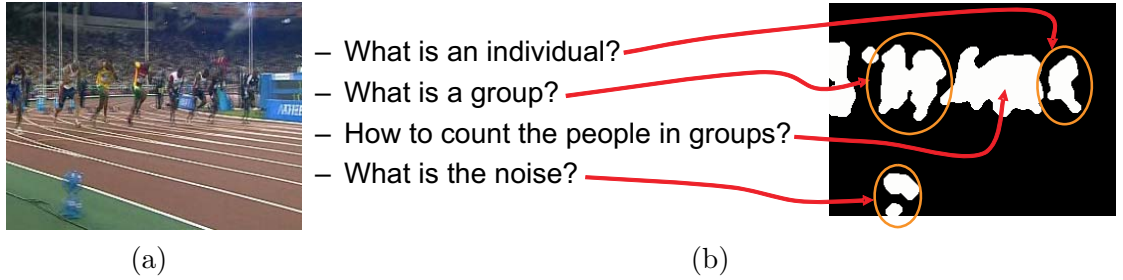 – What is an individual?
– What is a group?
– How to count the people in groups?
– What is the noise?
(a)
(b)